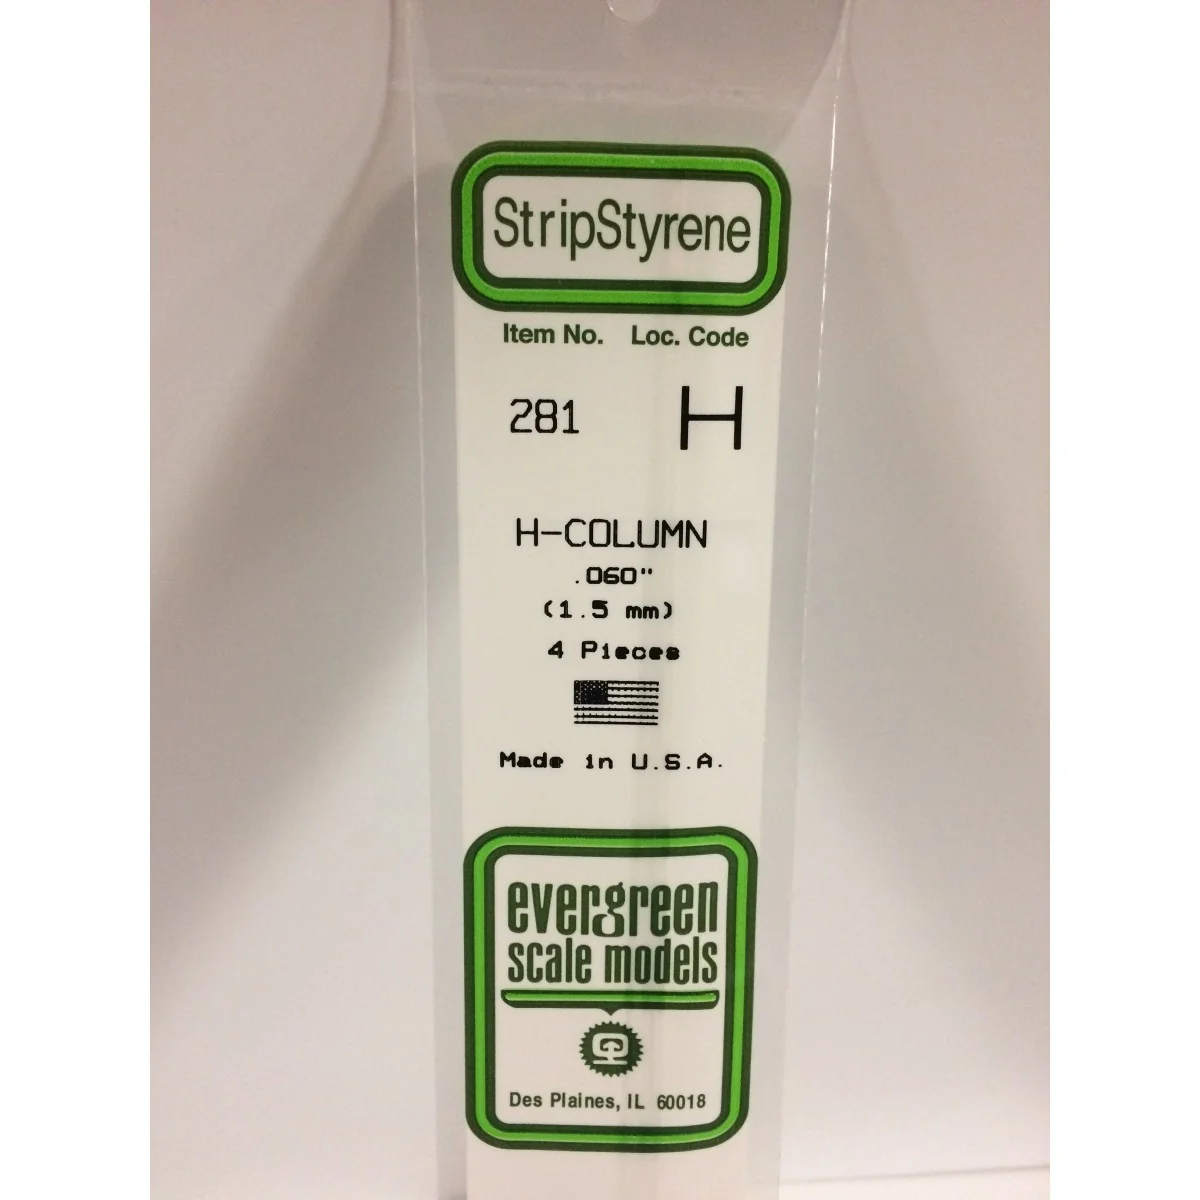 StripStyrene
Item No. Loc. Code
281 H
H-COLUMN
.060"
(1.5 mm)
4 Pieces
Made in U.S.A.
evergreen
scale models
Des Plaines, IL 60018